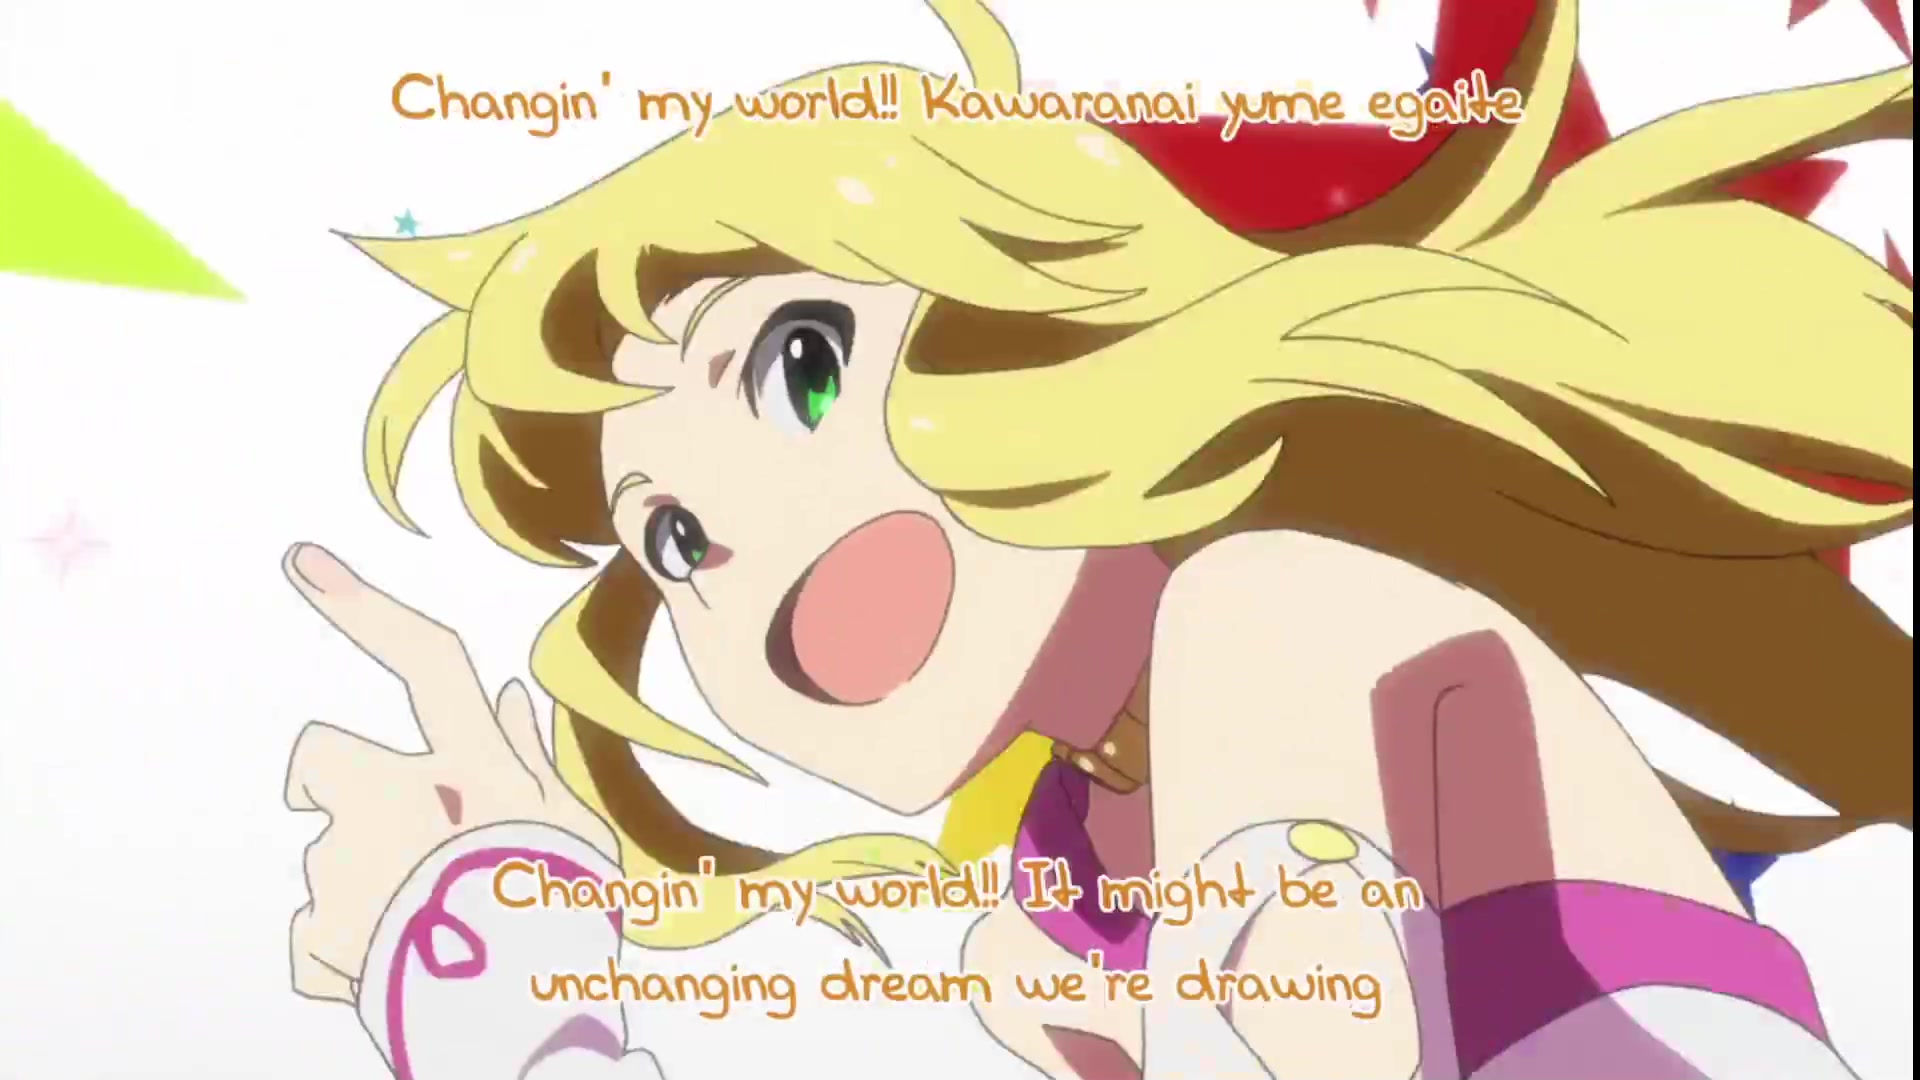 Changin' my world!! Kawaranai yume egaite
Changin' my world!! It might be an
unchanging dream we're drawing